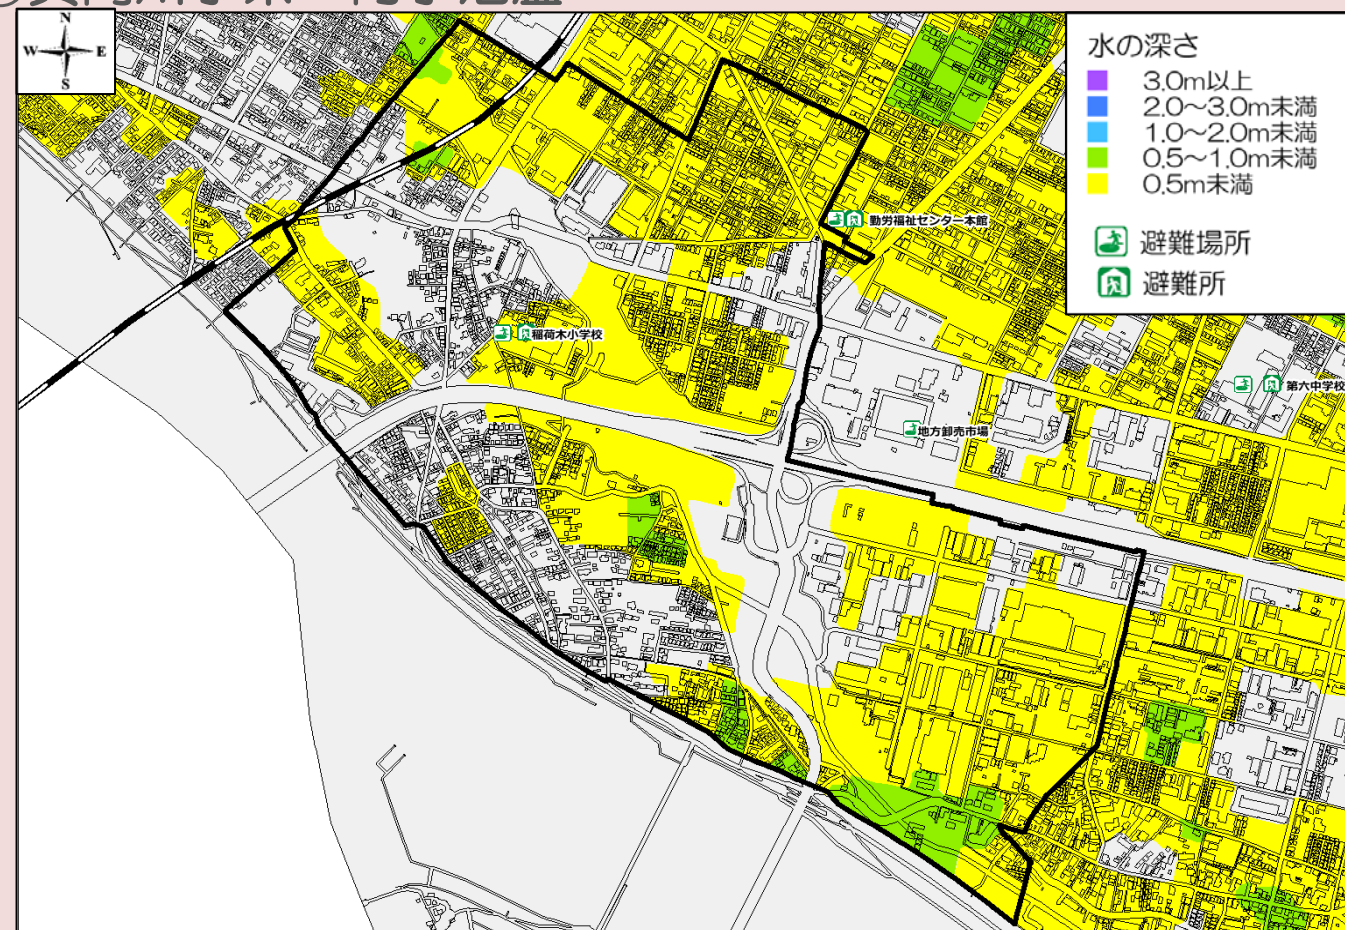 N
W E
S
水の深さ
3.0m以上
2.0〜3.0m未満
1.0〜2.0m未満
0.5〜1.0m未満
0.5m未満
避難場所
避難所
勤労福祉センター本館
稲荷木小学校
第六中学校
地方卸売市場